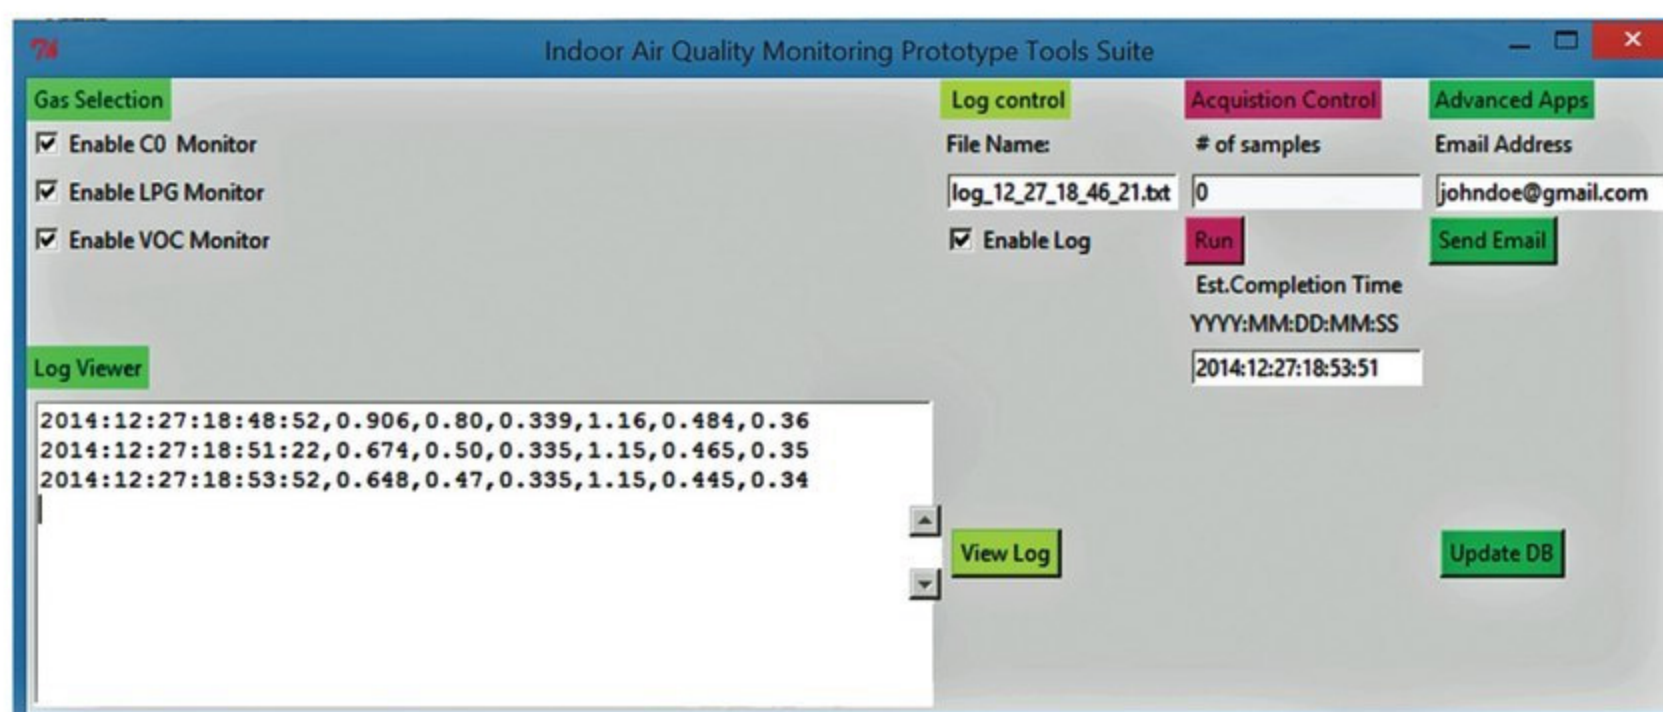 Indoor Air Quality Monitoring Prototype Tools Suite
Gas Selection
Enable C0 Monitor
Enable LPG Monitor
Enable VOC Monitor
Log control
File Name:
log_12_27_18_46_21.txt
Enable Log
Acquistion Control
# of samples
0
Run
Est.Completion Time
YYYY:MM:DD:MM:SS
2014:12:27:18:53:51
Advanced Apps
Email Address
johndoe@gmail.com
Send Email
Log Viewer
2014:12:27:18:48:52,0.906,0.80,0.339,1.16,0.484,0.36
2014:12:27:18:51:22,0.674,0.50,0.335,1.15,0.465,0.35
2014:12:27:18:53:52,0.648,0.47,0.335,1.15,0.445,0.34
View Log
Update DB